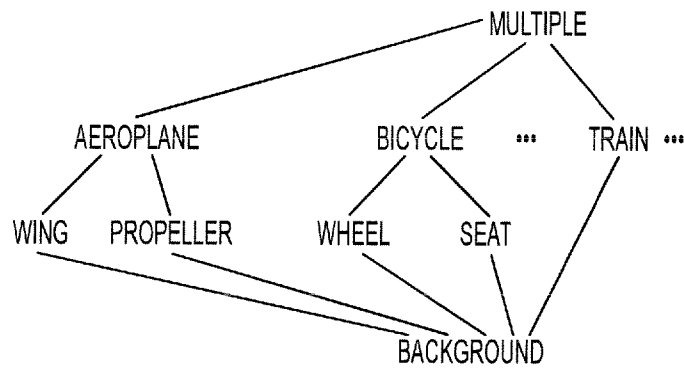 MULTIPLE
AEROPLANE BICYCLE ••• TRAIN •••
WING PROPELLER WHEEL SEAT
BACKGROUND